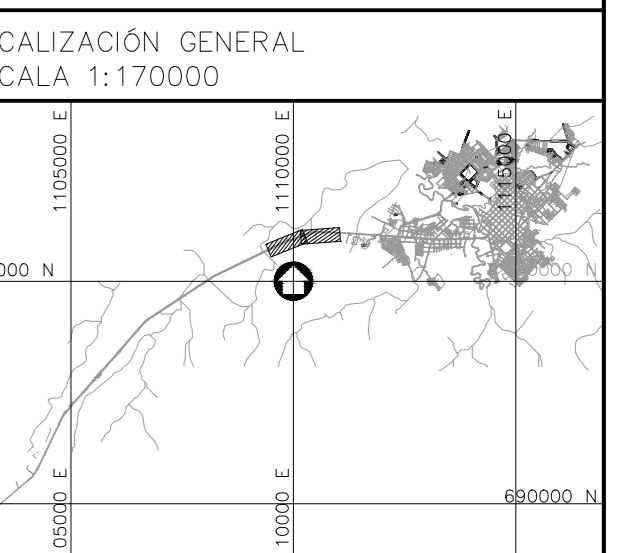 CALIZACIÓN GENERAL
CALA 1:170000
1105000 E
1110000 E
1115000 E
000 N
000 N
690000 N
05000 E
10000 E